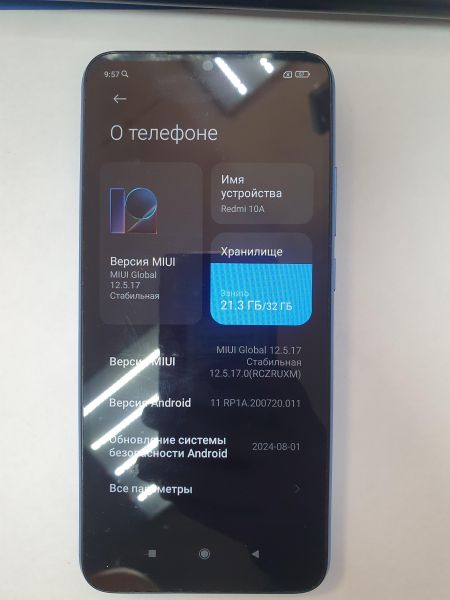 9:57
О телефоне
Версия MIUI
MIUI Global
12.5.17
Стабильная
Имя
устройства
Redmi 10A
Хранилище
Занято
21.3 ГБ/32 ГБ
Версия MIUI
MIUI Global 12.5.17
Стабильная
12.5.17.0(RCZRUXM)
Версия Android
11 RP1A.200720.011
Обновление системы
безопасности Android
2024-08-01
Все параметры